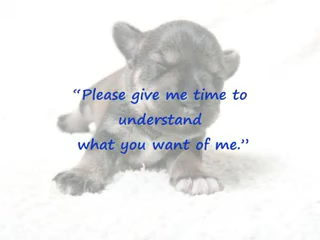 “Please give me time to
understand
what you want of me.”